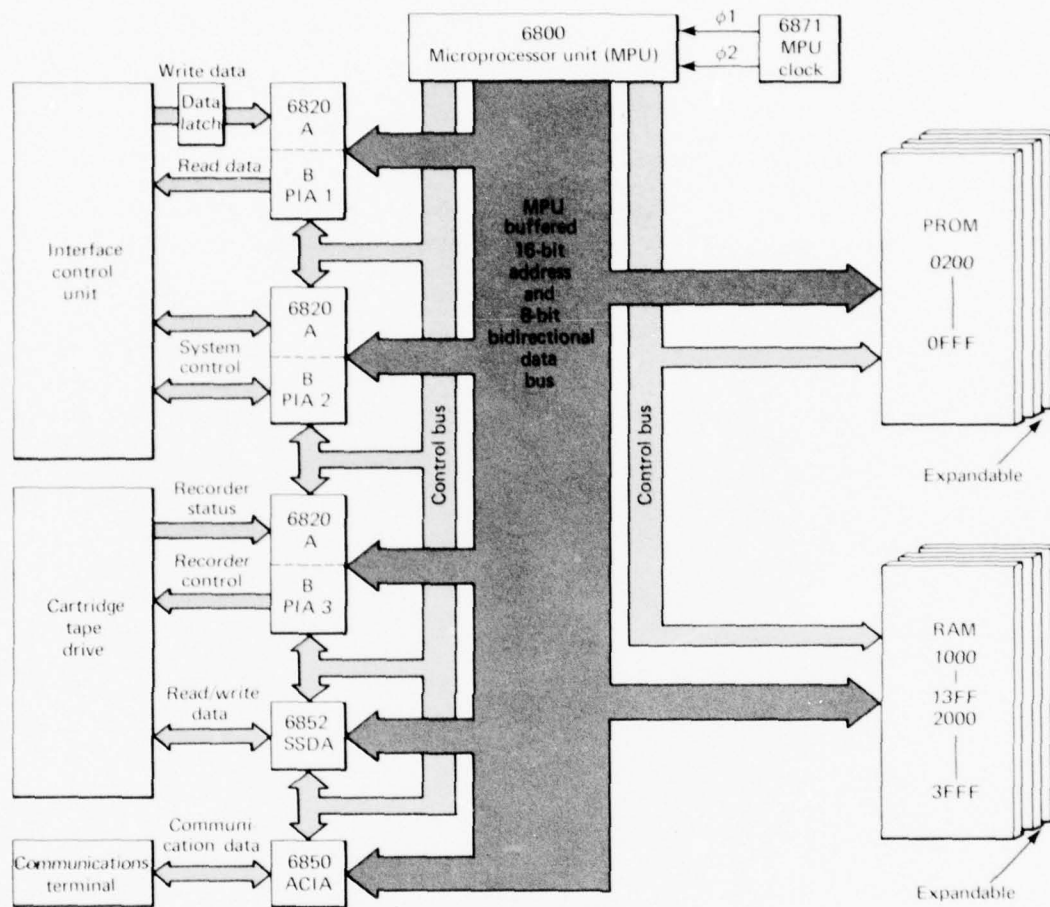 6800
Microprocessor unit (MPU)
ϕ1
ϕ2
6871
MPU
clock
Write data
Data
latch
6820
A
B
PIA 1
Read data
Interface
control
unit
6820
A
B
PIA 2
System
control
MPU
buffered
16-bit
address
and
8-bit
bidirectional
data
bus
Control bus
Control bus
PROM
0200
0FFF
Expandable
Recorder
status
Recorder
control
6820
A
B
PIA 3
Cartridge
tape
drive
Read/write
data
6852
SSDA
RAM
1000
13FF
2000
3FFF
Expandable
Communi-
cation data
6850
ACIA
Communications
terminal